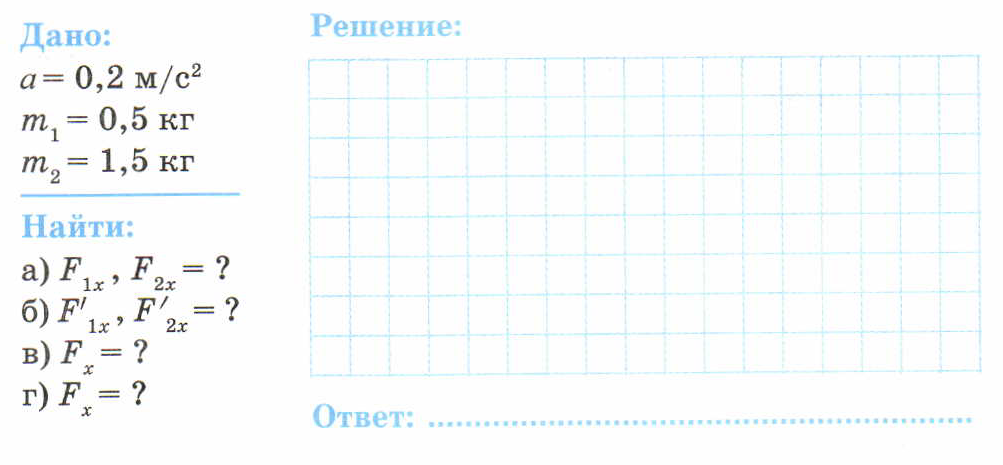 Дано:
a = 0,2 м/с²
m₁ = 0,5 кг
m₂ = 1,5 кг
Найти:
а) F₁ₓ, F₂ₓ = ?
б) F′₁ₓ, F′₂ₓ = ?
в) Fₓ = ?
г) Fₓ = ?
Решение:
Ответ: ........................................................